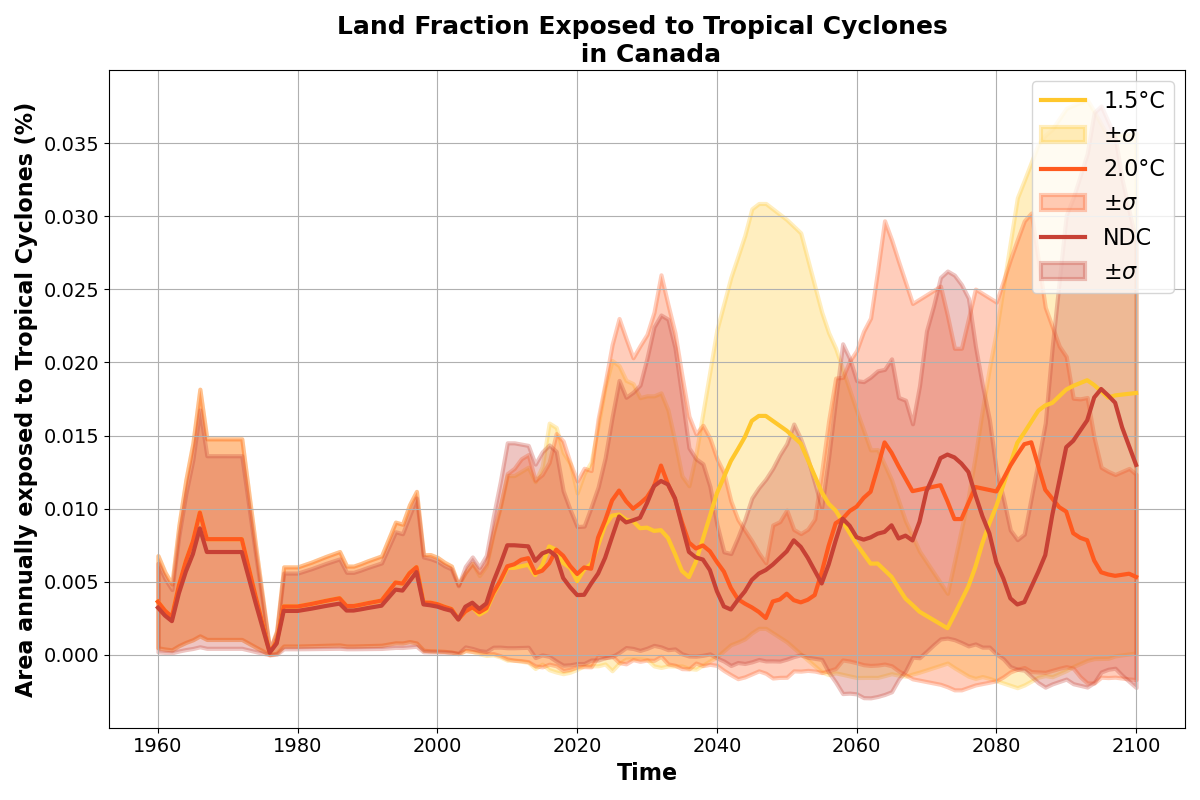 Land Fraction Exposed to Tropical Cyclones
in Canada
Area annually exposed to Tropical Cyclones (%)
0.035
0.030
0.025
0.020
0.015
0.010
0.005
0.000
1.5°C
±σ
2.0°C
±σ
NDC
±σ
1960
1980
2000
2020
2040
2060
2080
2100
Time